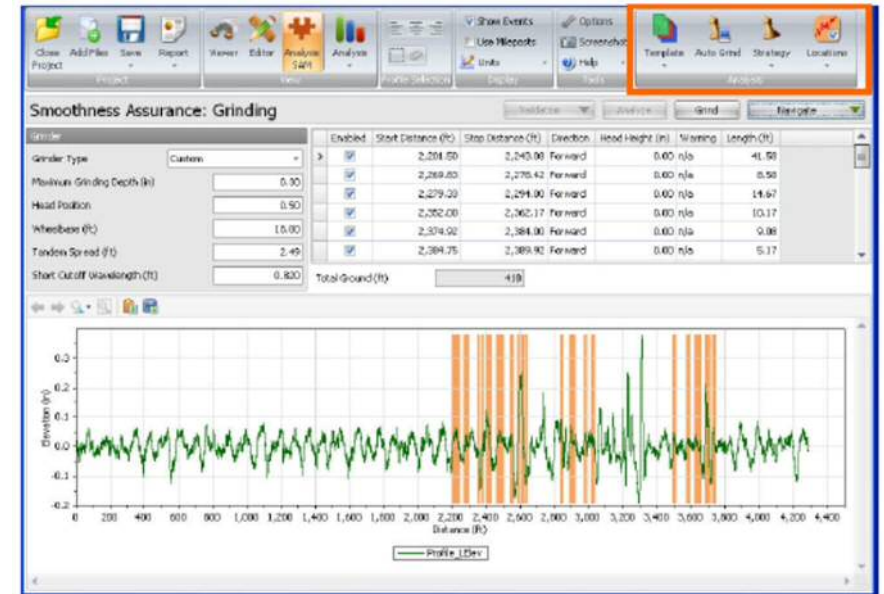 Close Project
Add Files
Save
Report
Viewer
Editor
Analysis SAM
Analysis
Show Events
Use Mileposts
Units
Options
Screenshot
Help
Template
Auto Grind
Strategy
Locations
Project
View
Profile Selection
Display
Tools
Analysis
Smoothness Assurance: Grinding
Analyze
Grind
Navigate
Grinder
Grinder Type Custom
Maximum Grinding Depth (in) 0.30
Head Position 0.50
Wheelbase (ft) 18.00
Tandem Spread (ft) 2.49
Short Cutoff Wavelength (ft) 0.820
Enabled Start Distance (ft) Stop Distance (ft) Direction Head Height (in) Warning Length (ft)
2,201.50 2,243.08 Forward 0.00 n/a 41.58
2,269.83 2,278.42 Forward 0.00 n/a 8.58
2,279.33 2,294.00 Forward 0.00 n/a 14.67
2,352.00 2,362.17 Forward 0.00 n/a 10.17
2,374.92 2,384.00 Forward 0.00 n/a 9.08
2,384.75 2,389.92 Forward 0.00 n/a 5.17
Total Ground (ft)
Elevation (in)
0.3
0.2
0.1
0.0
-0.1
-0.2
0 200 400 600 800 1,000 1,200 1,400 1,600 1,800 2,000 2,200 2,400 2,600 2,800 3,000 3,200 3,400 3,600 3,800 4,000 4,200 4,400
Distance (ft)
Profile_LElev